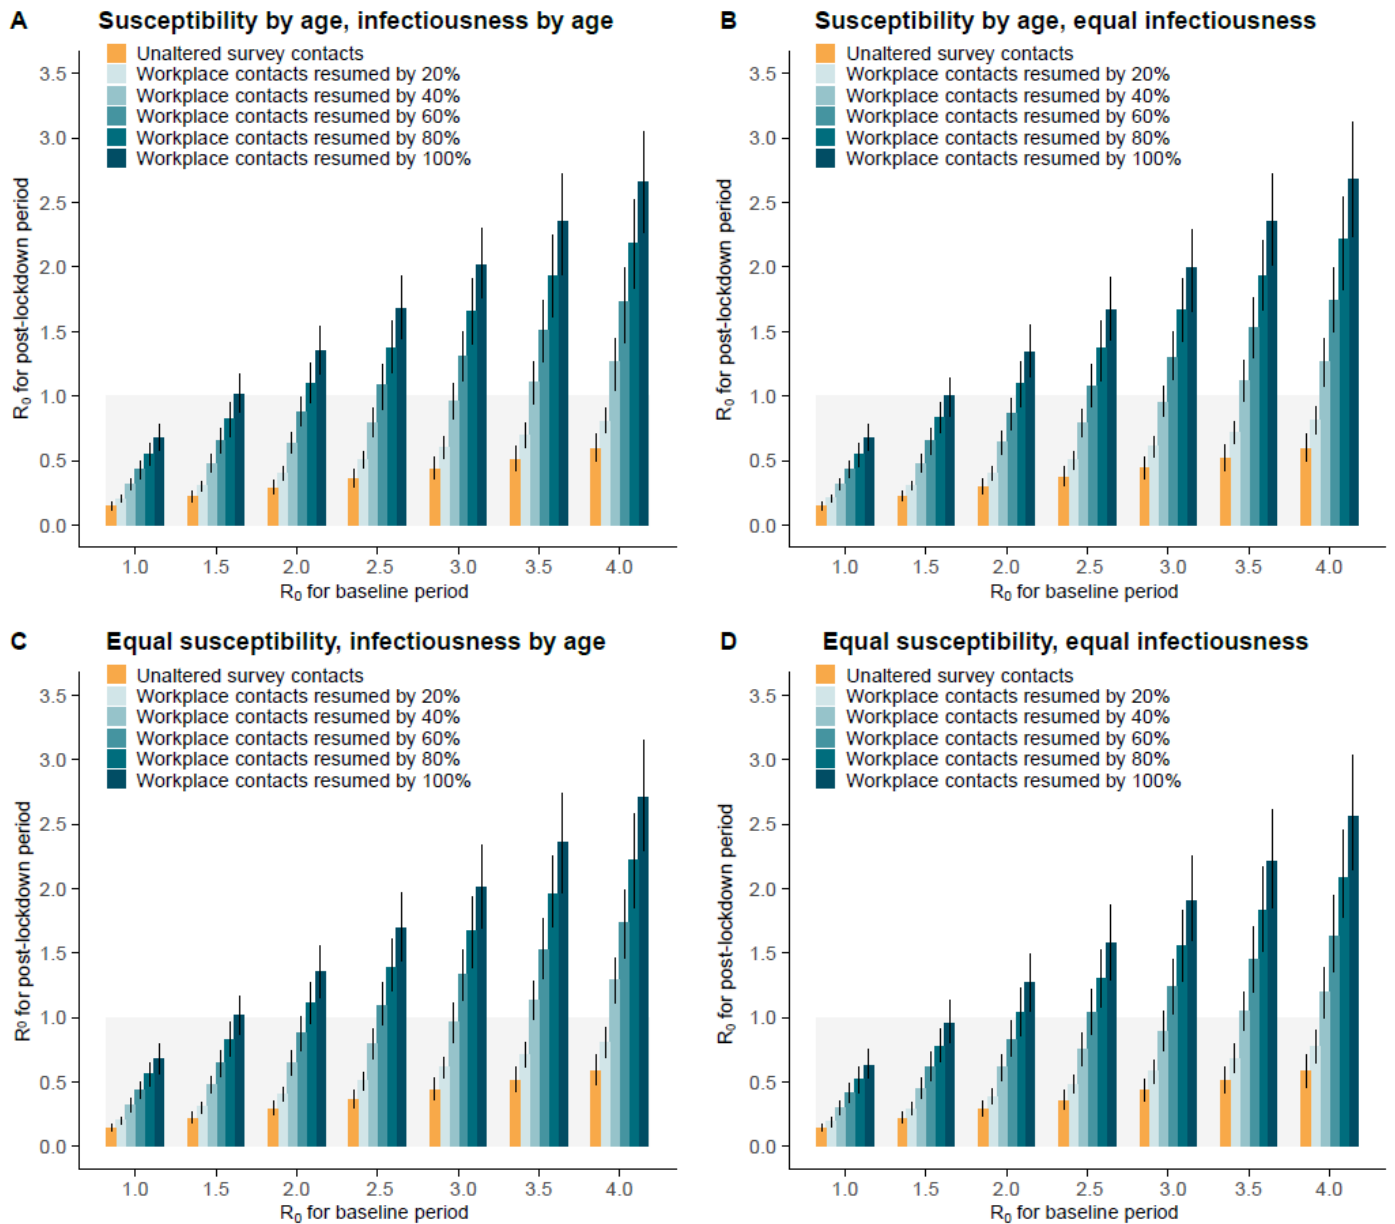 A Susceptibility by age, infectiousness by age
Unaltered survey contacts
Workplace contacts resumed by 20%
Workplace contacts resumed by 40%
Workplace contacts resumed by 60%
Workplace contacts resumed by 80%
Workplace contacts resumed by 100%
R0 for post-lockdown period
3.5
3.0
2.5
2.0
1.5
1.0
0.5
0.0
1.0 1.5 2.0 2.5 3.0 3.5 4.0
R0 for baseline period
B Susceptibility by age, equal infectiousness
Unaltered survey contacts
Workplace contacts resumed by 20%
Workplace contacts resumed by 40%
Workplace contacts resumed by 60%
Workplace contacts resumed by 80%
Workplace contacts resumed by 100%
R0 for post-lockdown period
3.5
3.0
2.5
2.0
1.5
1.0
0.5
0.0
1.0 1.5 2.0 2.5 3.0 3.5 4.0
R0 for baseline period
C Equal susceptibility, infectiousness by age
Unaltered survey contacts
Workplace contacts resumed by 20%
Workplace contacts resumed by 40%
Workplace contacts resumed by 60%
Workplace contacts resumed by 80%
Workplace contacts resumed by 100%
R0 for post-lockdown period
3.5
3.0
2.5
2.0
1.5
1.0
0.5
0.0
1.0 1.5 2.0 2.5 3.0 3.5 4.0
R0 for baseline period
D Equal susceptibility, equal infectiousness
Unaltered survey contacts
Workplace contacts resumed by 20%
Workplace contacts resumed by 40%
Workplace contacts resumed by 60%
Workplace contacts resumed by 80%
Workplace contacts resumed by 100%
R0 for post-lockdown period
3.5
3.0
2.5
2.0
1.5
1.0
0.5
0.0
1.0 1.5 2.0 2.5 3.0 3.5 4.0
R0 for baseline period